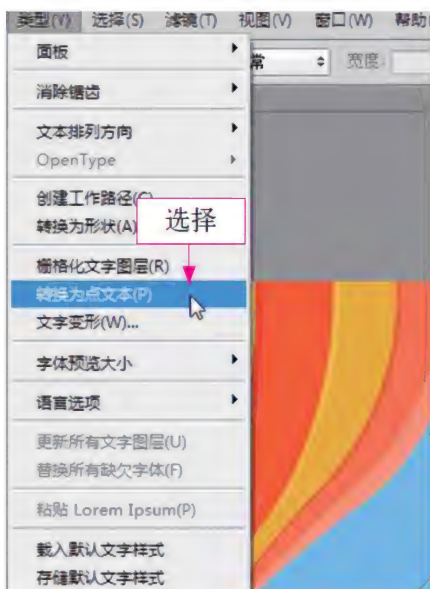 类型(Y) 选择(S) 滤镜(T) 视图(V) 窗口(W) 帮助
面板
常 宽度:
消除锯齿
文本排列方向
OpenType
创建工作路径(C)
转换为形状(A)
选择
栅格化文字图层(R)
转换为点文本(P)
文字变形(W)...
字体预览大小
语言选项
更新所有文字图层(U)
替换所有缺欠字体(F)
粘贴 Lorem Ipsum(P)
载入默认文字样式
存储默认文字样式